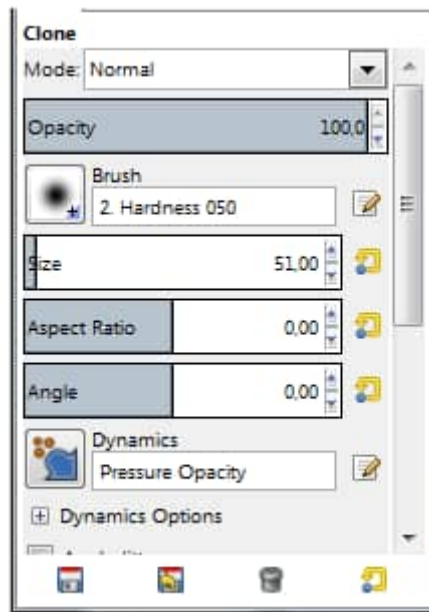 Clone
Mode: Normal
Opacity 100,0
Brush
2. Hardness 050
Size 51,00
Aspect Ratio 0,00
Angle 0,00
Dynamics
Pressure Opacity
Dynamics Options